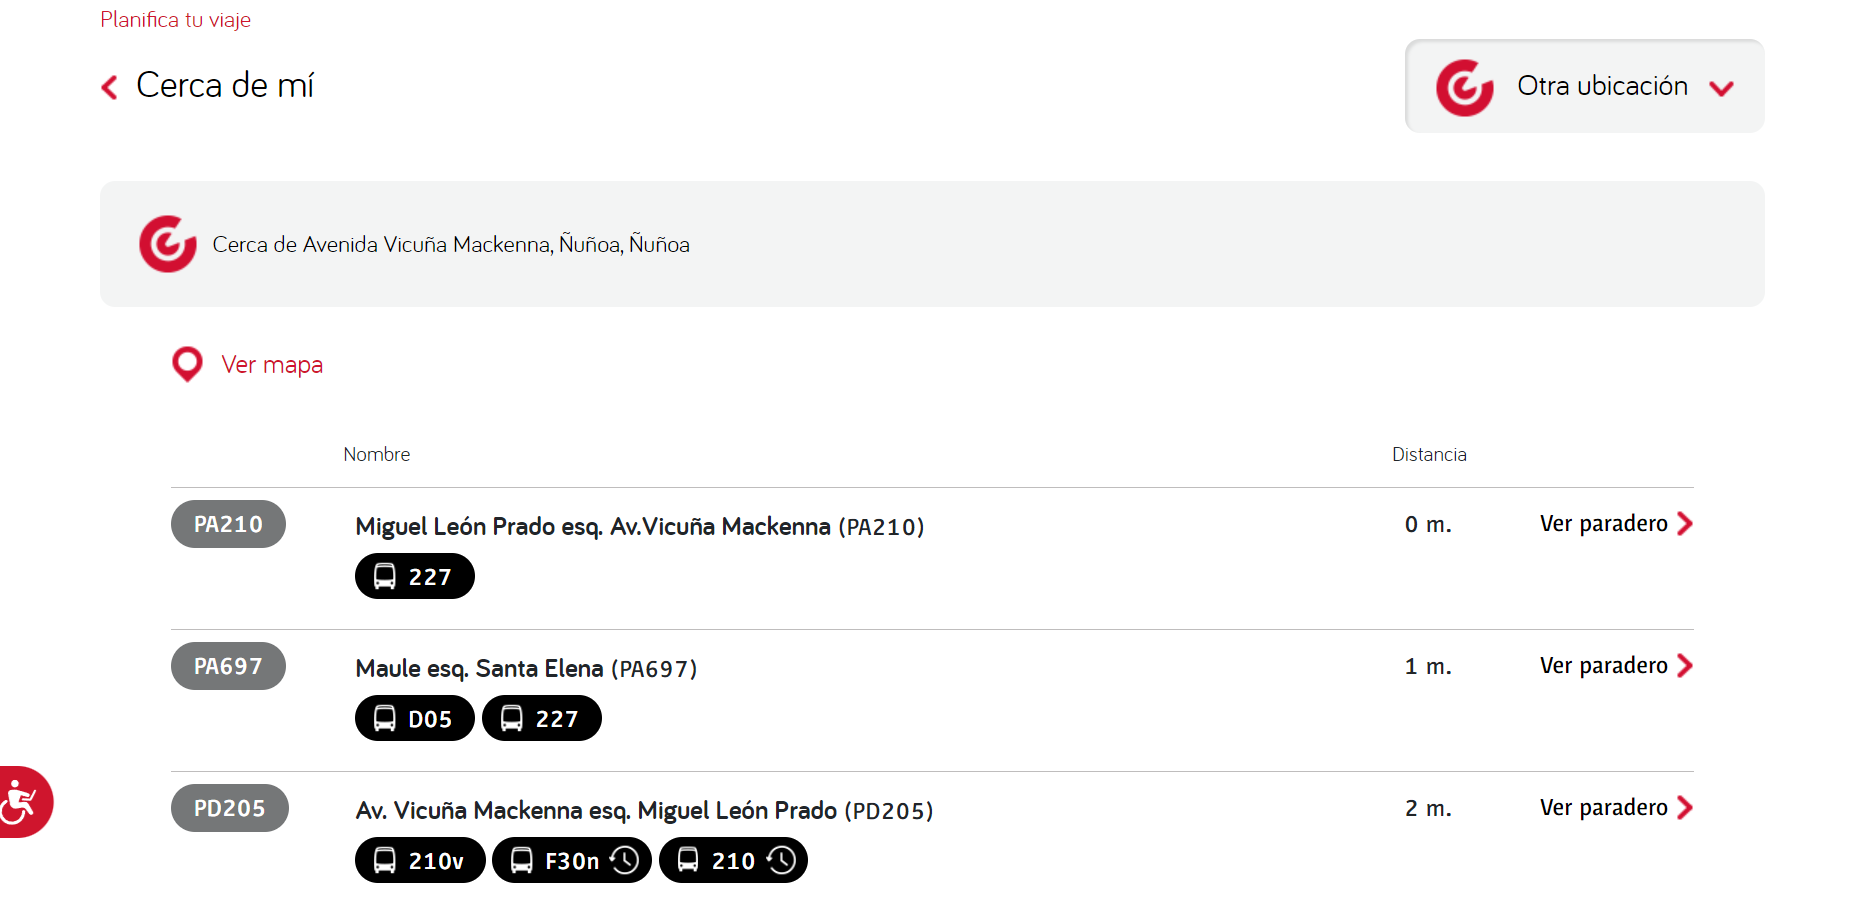 Planifica tu viaje
Cerca de mí
Otra ubicación
Cerca de Avenida Vicuña Mackenna, Ñuñoa, Ñuñoa
Ver mapa
Nombre Distancia
PA210 Miguel León Prado esq. Av.Vicuña Mackenna (PA210) 0 m. Ver paradero
227
PA697 Maule esq. Santa Elena (PA697) 1 m. Ver paradero
D05 227
PD205 Av. Vicuña Mackenna esq. Miguel León Prado (PD205) 2 m. Ver paradero
210v F30n 210